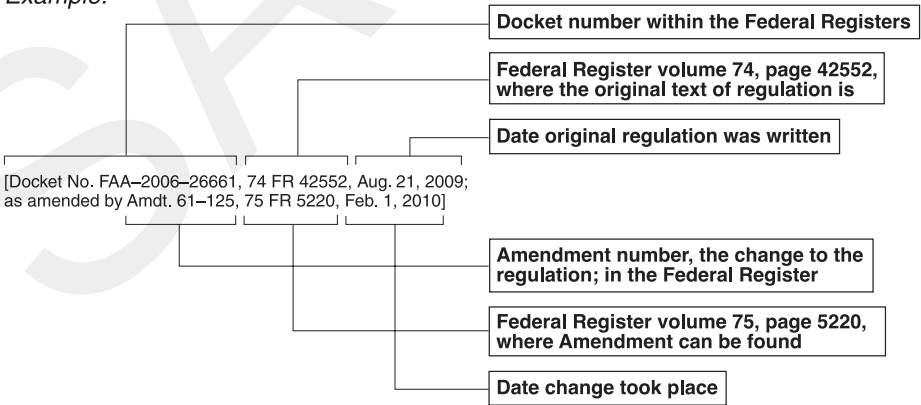 Example:
Docket number within the Federal Registers
Federal Register volume 74, page 42552,
where the original text of regulation is
Date original regulation was written
[Docket No. FAA–2006–26661, 74 FR 42552, Aug. 21, 2009;
as amended by Amdt. 61–125, 75 FR 5220, Feb. 1, 2010]
Amendment number, the change to the
regulation; in the Federal Register
Federal Register volume 75, page 5220,
where Amendment can be found
Date change took place